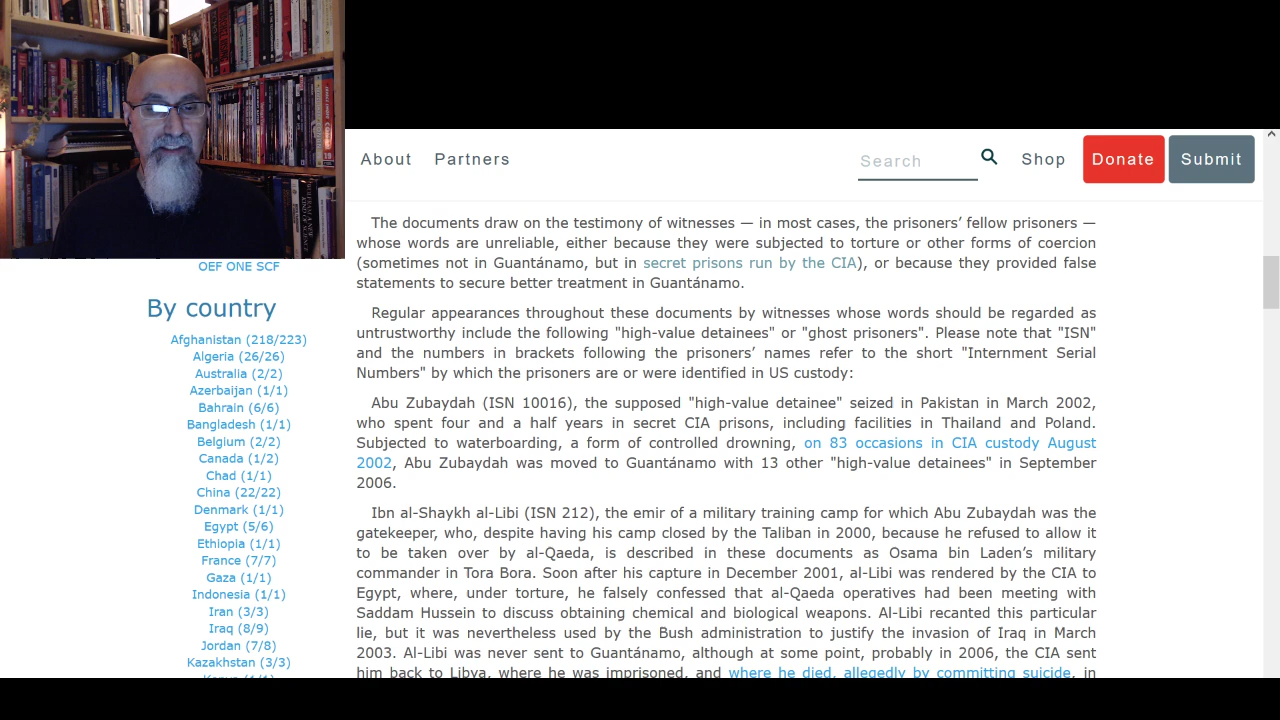 About Partners Search Shop Donate Submit
OEF ONE SCF
By country
Afghanistan (218/223)
Algeria (26/26)
Australia (2/2)
Azerbaijan (1/1)
Bahrain (6/6)
Bangladesh (1/1)
Belgium (2/2)
Canada (1/2)
Chad (1/1)
China (22/22)
Denmark (1/1)
Egypt (5/6)
Ethiopia (1/1)
France (7/7)
Gaza (1/1)
Indonesia (1/1)
Iran (3/3)
Iraq (8/9)
Jordan (7/8)
Kazakhstan (3/3)
The documents draw on the testimony of witnesses — in most cases, the prisoners’ fellow prisoners —
whose words are unreliable, either because they were subjected to torture or other forms of coercion
(sometimes not in Guantánamo, but in secret prisons run by the CIA), or because they provided false
statements to secure better treatment in Guantánamo.
Regular appearances throughout these documents by witnesses whose words should be regarded as
untrustworthy include the following "high-value detainees" or "ghost prisoners". Please note that "ISN"
and the numbers in brackets following the prisoners’ names refer to the short "Internment Serial
Numbers" by which the prisoners are or were identified in US custody:
Abu Zubaydah (ISN 10016), the supposed "high-value detainee" seized in Pakistan in March 2002,
who spent four and a half years in secret CIA prisons, including facilities in Thailand and Poland.
Subjected to waterboarding, a form of controlled drowning, on 83 occasions in CIA custody August
2002, Abu Zubaydah was moved to Guantánamo with 13 other "high-value detainees" in September
2006.
Ibn al-Shaykh al-Libi (ISN 212), the emir of a military training camp for which Abu Zubaydah was the
gatekeeper, who, despite having his camp closed by the Taliban in 2000, because he refused to allow it
to be taken over by al-Qaeda, is described in these documents as Osama bin Laden’s military
commander in Tora Bora. Soon after his capture in December 2001, al-Libi was rendered by the CIA to
Egypt, where, under torture, he falsely confessed that al-Qaeda operatives had been meeting with
Saddam Hussein to discuss obtaining chemical and biological weapons. Al-Libi recanted this particular
lie, but it was nevertheless used by the Bush administration to justify the invasion of Iraq in March
2003. Al-Libi was never sent to Guantánamo, although at some point, probably in 2006, the CIA sent
him back to Libya, where he was imprisoned, and where he died, allegedly by committing suicide, in